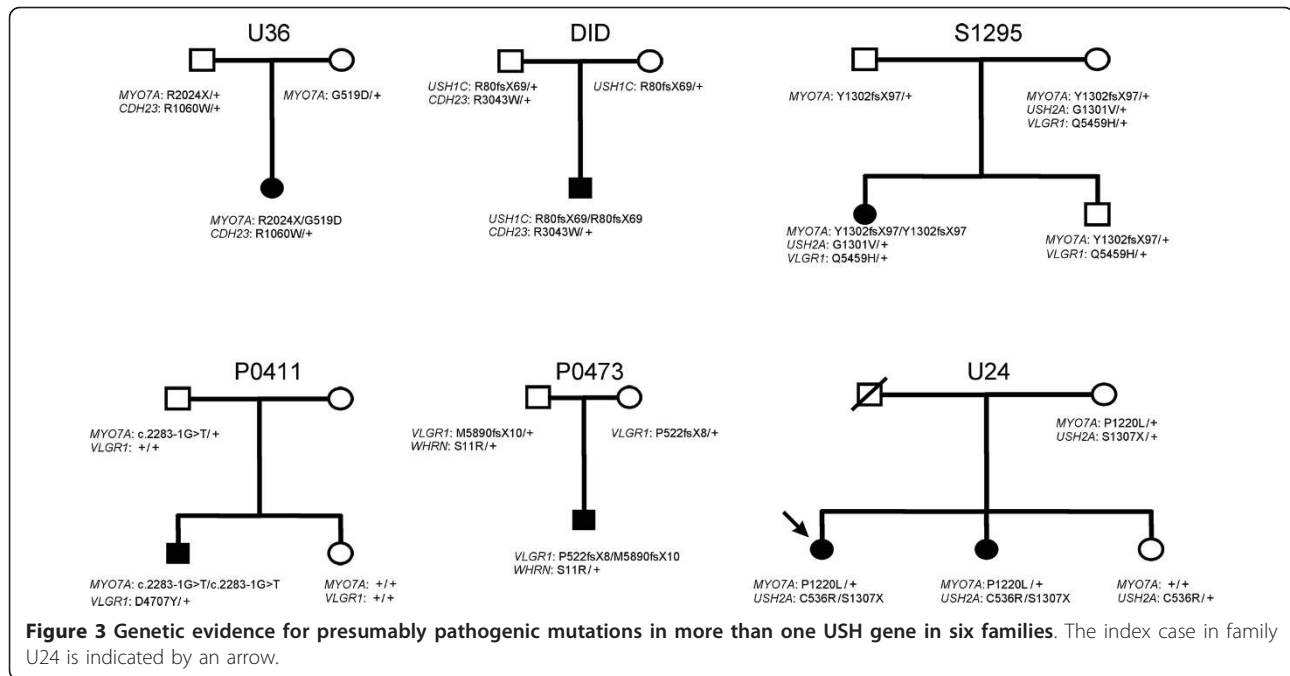 U36
MYO7A: R2024X/+
CDH23: R1060W/+
MYO7A: G519D/+
MYO7A: R2024X/G519D
CDH23: R1060W/+
DID
USH1C: R80fsX69/+
CDH23: R3043W/+
USH1C: R80fsX69/+
USH1C: R80fsX69/R80fsX69
CDH23: R3043W/+
S1295
MYO7A: Y1302fsX97/+
MYO7A: Y1302fsX97/+
USH2A: G1301V/+
VLGR1: Q5459H/+
MYO7A: Y1302fsX97/Y1302fsX97
USH2A: G1301V/+
VLGR1: Q5459H/+
MYO7A: Y1302fsX97/+
VLGR1: Q5459H/+
P0411
MYO7A: c.2283-1G>T/+
VLGR1: +/+
MYO7A: c.2283-1G>T/c.2283-1G>T
VLGR1: D4707Y/+
MYO7A: +/+
VLGR1: +/+
P0473
VLGR1: M5890fsX10/+
WHRN: S11R/+
VLGR1: P522fsX8/+
VLGR1: P522fsX8/M5890fsX10
WHRN: S11R/+
U24
MYO7A: P1220L/+
USH2A: S1307X/+
MYO7A: P1220L/+
USH2A: C536R/S1307X
MYO7A: P1220L/+
USH2A: C536R/S1307X
MYO7A: +/+
USH2A: C536R/+
Figure 3 Genetic evidence for presumably pathogenic mutations in more than one USH gene in six families. The index case in family
U24 is indicated by an arrow.